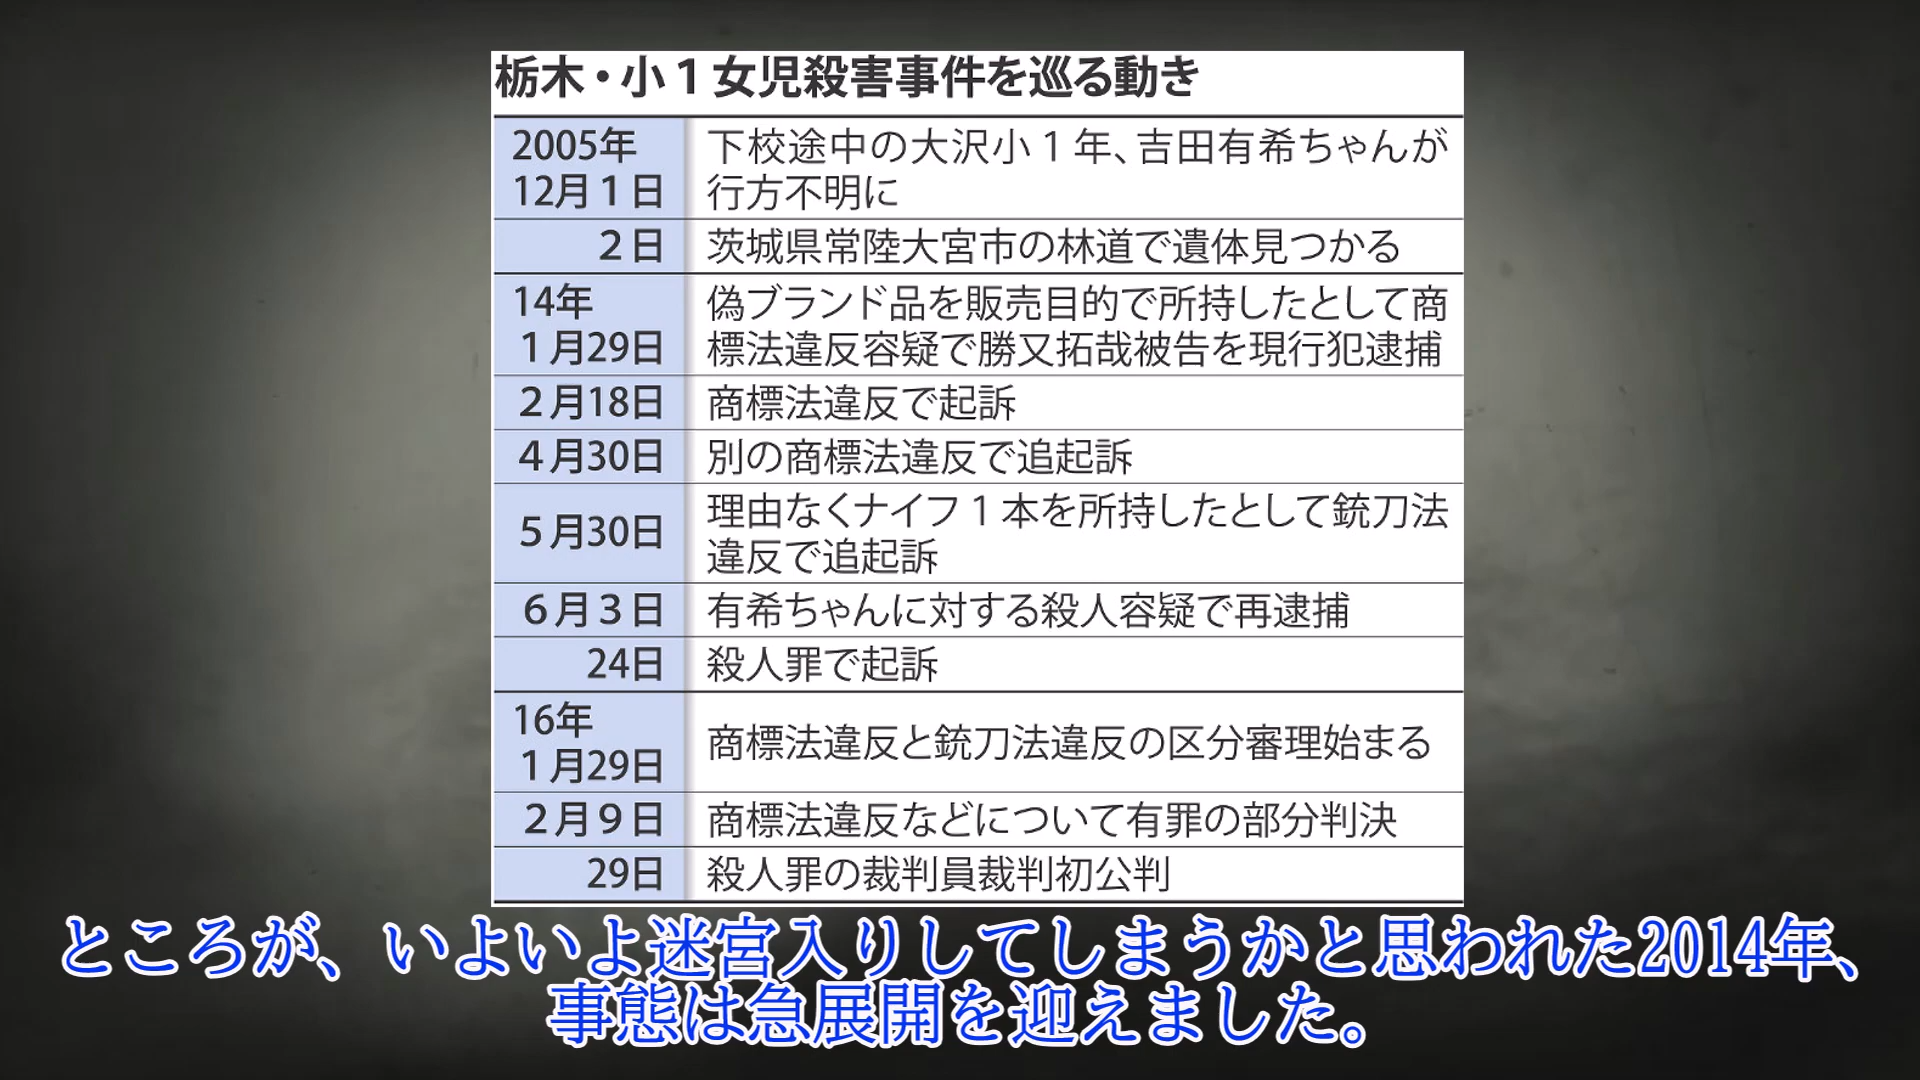 栃木・小1女児殺害事件を巡る動き
2005年
12月1日
下校途中の大沢小1年、吉田有希ちゃんが
行方不明に
2日
茨城県常陸大宮市の林道で遺体見つかる
14年
1月29日
偽ブランド品を販売目的で所持したとして商
標法違反容疑で勝又拓哉被告を現行犯逮捕
2月18日
商標法違反で起訴
4月30日
別の商標法違反で追起訴
5月30日
理由なくナイフ1本を所持したとして銃刀法
違反で追起訴
6月3日
有希ちゃんに対する殺人容疑で再逮捕
24日
殺人罪で起訴
16年
1月29日
商標法違反と銃刀法違反の区分審理始まる
2月9日
商標法違反などについて有罪の部分判決
29日
殺人罪の裁判員裁判初公判
ところが、いよいよ迷宮入りしてしまうかと思われた2014年、
事態は急展開を迎えました。